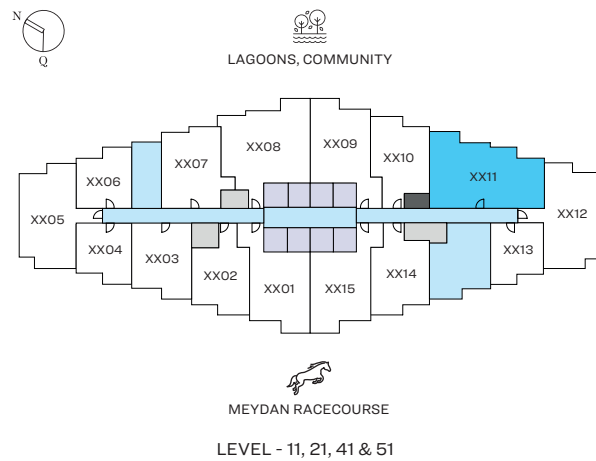 N
Q
LAGOONS, COMMUNITY
XX08
XX09
XX07
XX10
XX06
XX11
XX05
XX12
XX04
XX03
XX02
XX01
XX15
XX14
XX13
MEYDAN RACECOURSE
LEVEL - 11, 21, 41 & 51